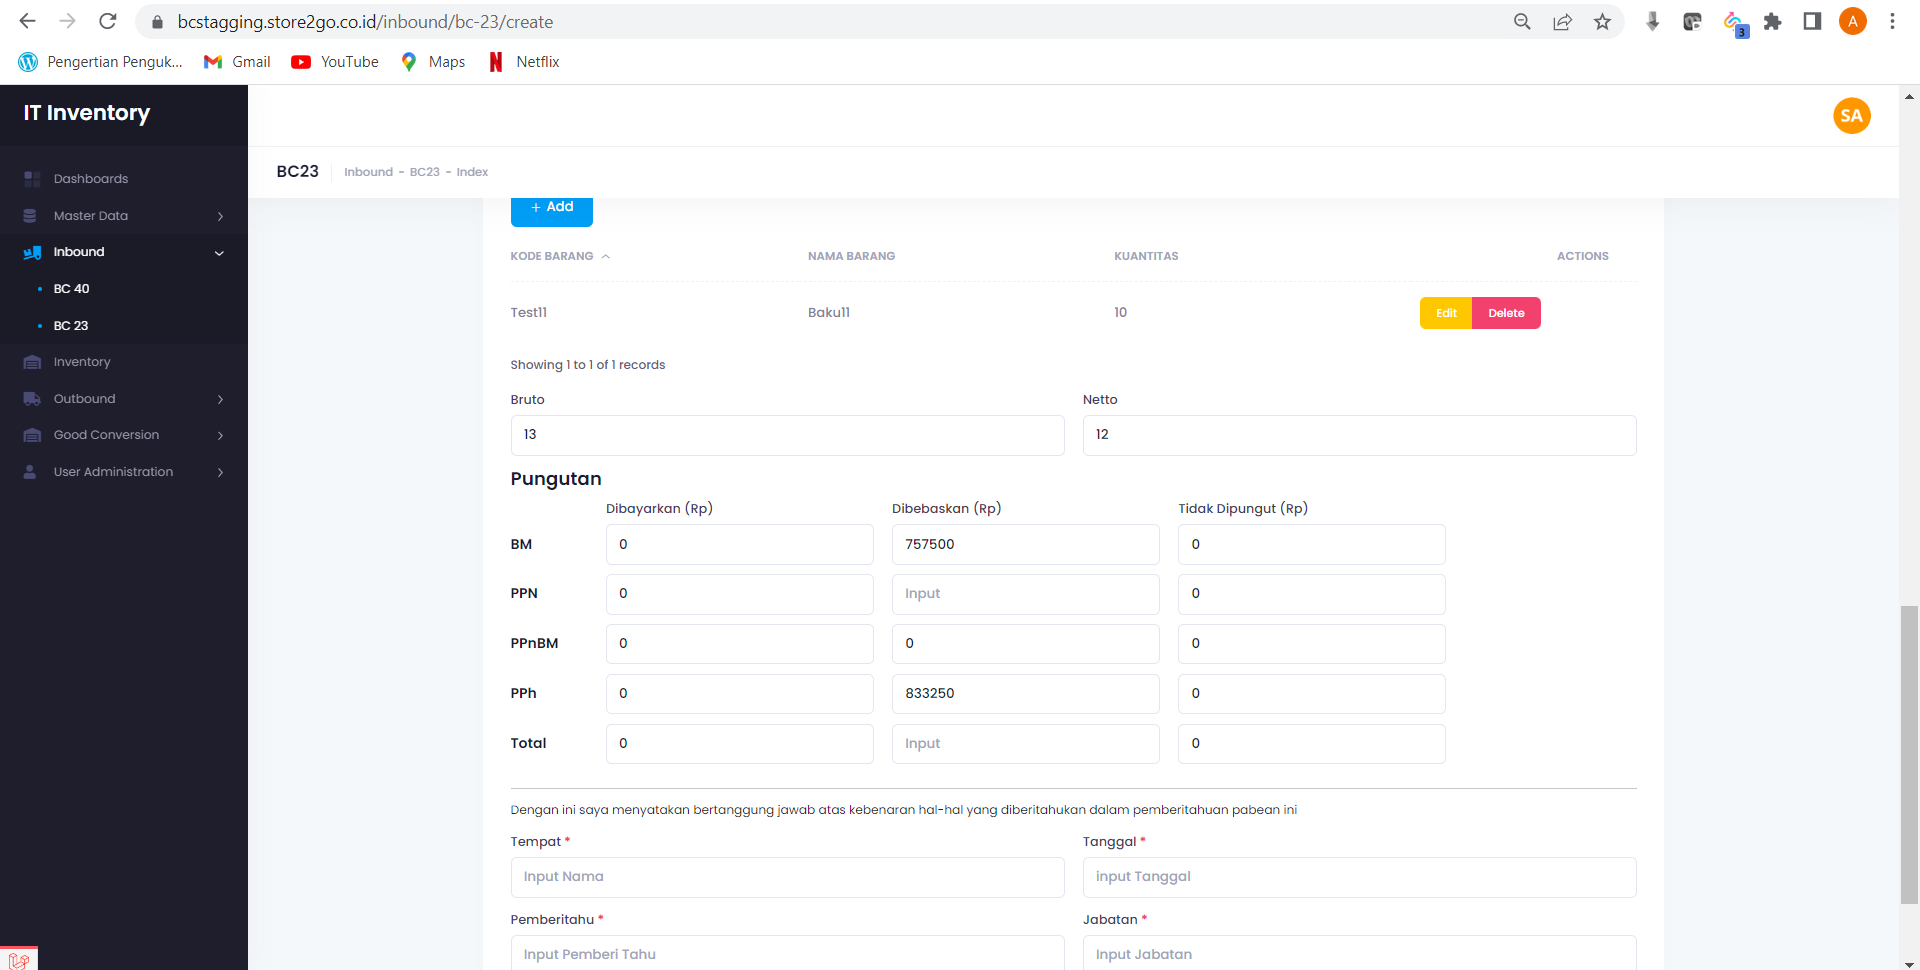 bcstagging.store2go.co.id/inbound/bc-23/create
A
3
Pengertian Penguk...
Gmail
YouTube
Maps
Netflix
IT Inventory
SA
BC23
Inbound - BC23 - Index
Dashboards
Master Data
Inbound
BC 40
BC 23
Inventory
Outbound
Good Conversion
User Administration
+ Add
KODE BARANG NAMA BARANG KUANTITAS ACTIONS
Test11 Baku11 10 Edit Delete
Showing 1 to 1 of 1 records
Bruto Netto
13 12
Pungutan
Dibayarkan (Rp) Dibebaskan (Rp) Tidak Dipungut (Rp)
BM 0 757500 0
PPN 0 Input 0
PPnBM 0 0 0
PPh 0 833250 0
Total 0 Input 0
Dengan ini saya menyatakan bertanggung jawab atas kebenaran hal-hal yang diberitahukan dalam pemberitahuan pabean ini
Tempat * Tanggal *
Input Nama input Tanggal
Pemberitahu * Jabatan *
Input Pemberi Tahu Input Jabatan